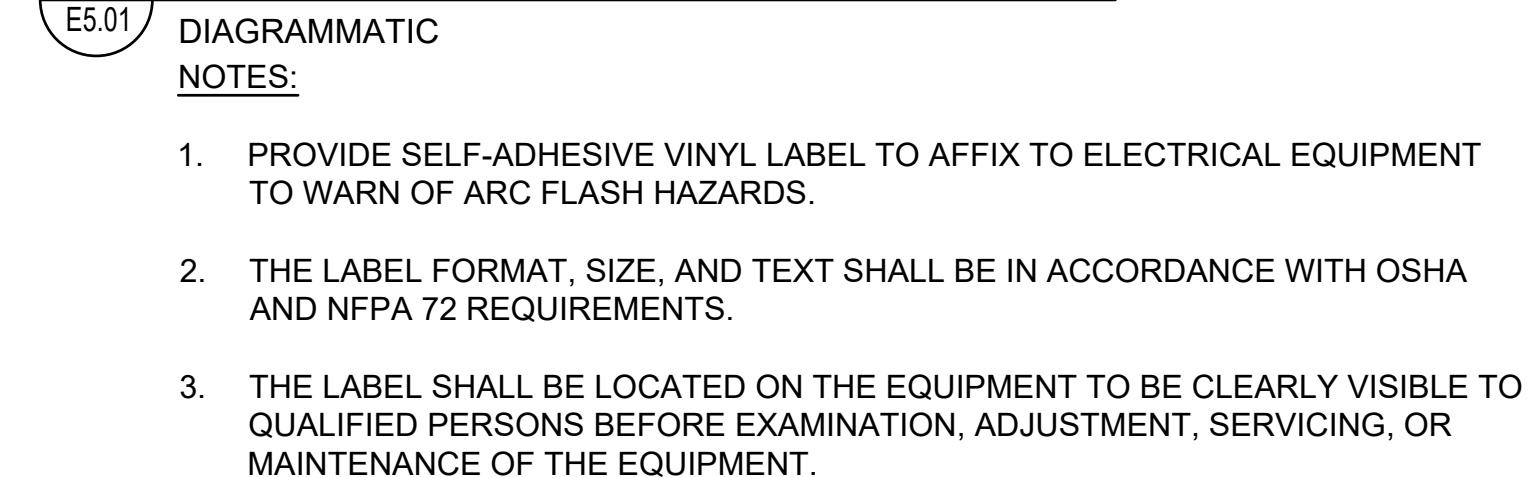 E5.01
DIAGRAMMATIC
NOTES:
1. PROVIDE SELF-ADHESIVE VINYL LABEL TO AFFIX TO ELECTRICAL EQUIPMENT
TO WARN OF ARC FLASH HAZARDS.
2. THE LABEL FORMAT, SIZE, AND TEXT SHALL BE IN ACCORDANCE WITH OSHA
AND NFPA 72 REQUIREMENTS.
3. THE LABEL SHALL BE LOCATED ON THE EQUIPMENT TO BE CLEARLY VISIBLE TO
QUALIFIED PERSONS BEFORE EXAMINATION, ADJUSTMENT, SERVICING, OR
MAINTENANCE OF THE EQUIPMENT.